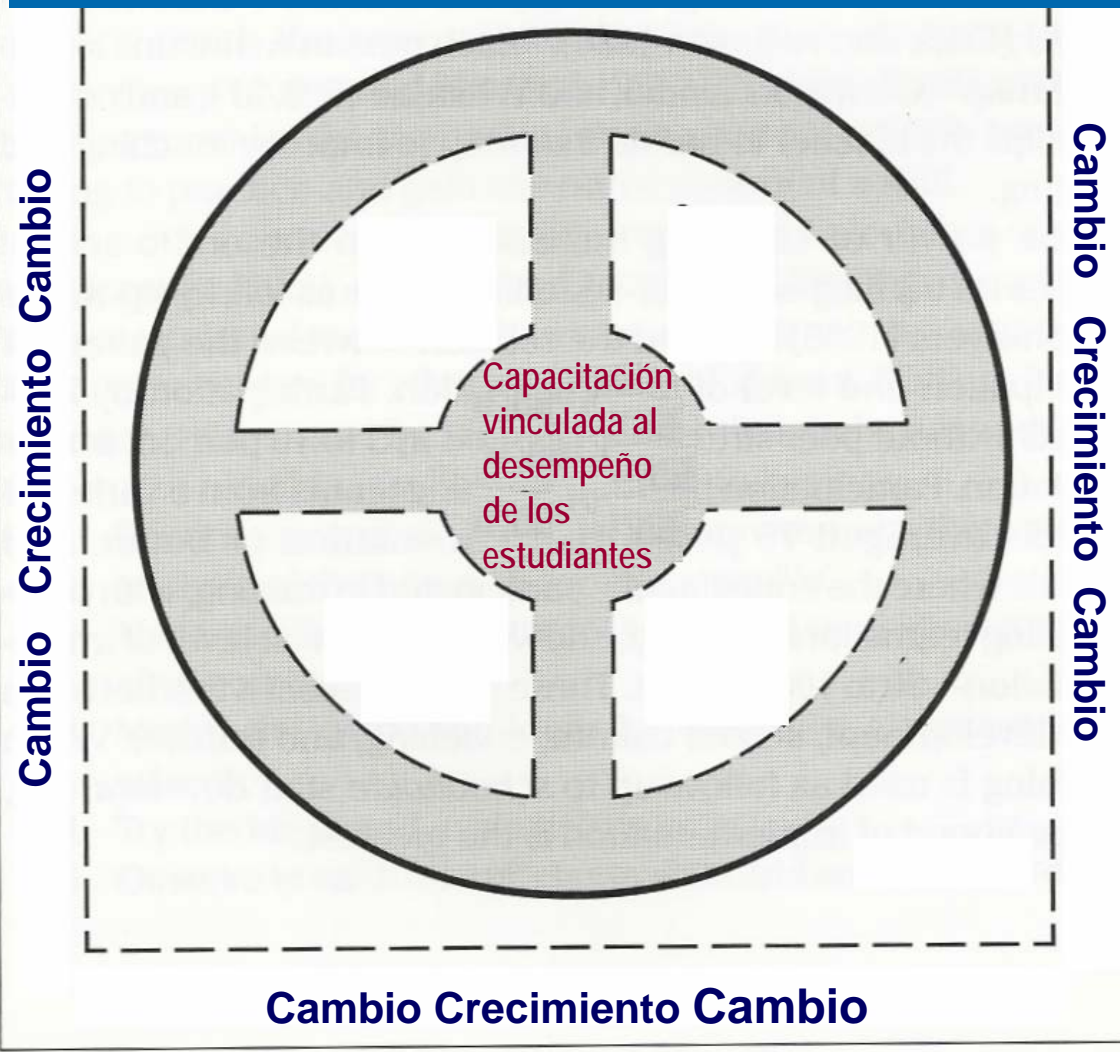 Cambio Crecimiento Cambio
Capacitación
vinculada al
desempeño
de los
estudiantes
Cambio Crecimiento Cambio
Cambio Crecimiento Cambio